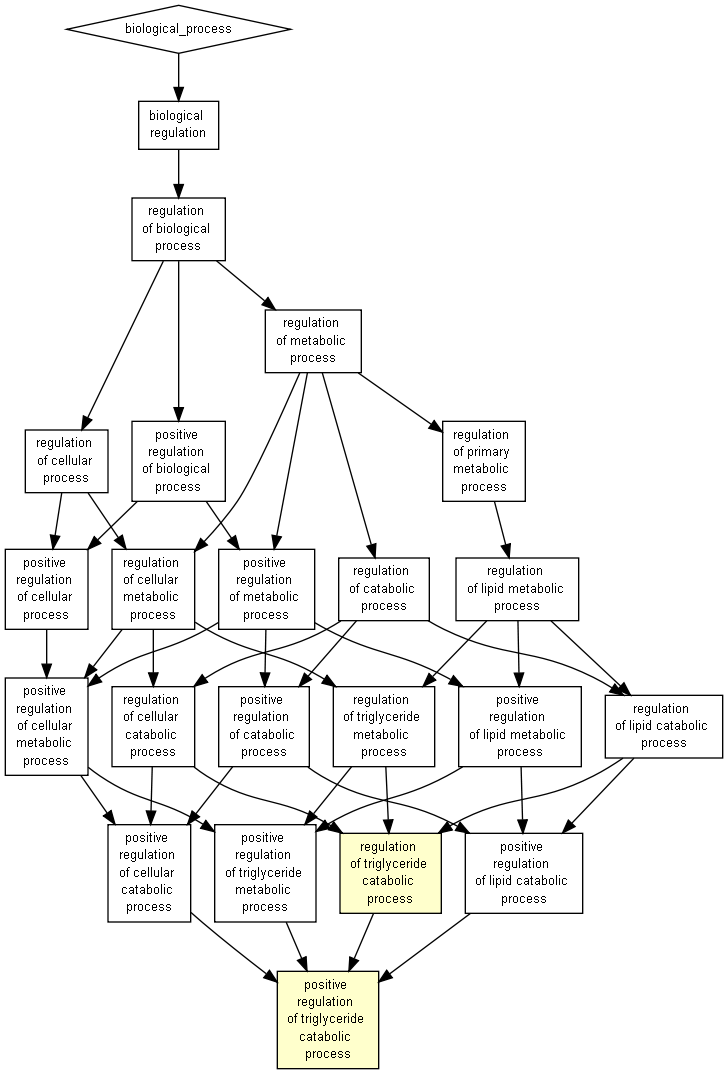 biological_process
biological
regulation
regulation
of biological
process
regulation
of metabolic
process
regulation
of cellular
process
positive
regulation
of biological
process
regulation
of primary
metabolic
process
positive
regulation
of cellular
process
regulation
of cellular
metabolic
process
positive
regulation
of metabolic
process
regulation
of catabolic
process
regulation
of lipid metabolic
process
positive
regulation
of cellular
metabolic
process
regulation
of cellular
catabolic
process
positive
regulation
of catabolic
process
regulation
of triglyceride
metabolic
process
positive
regulation
of lipid metabolic
process
regulation
of lipid catabolic
process
positive
regulation
of cellular
catabolic
process
positive
regulation
of triglyceride
metabolic
process
regulation
of triglyceride
catabolic
process
positive
regulation
of lipid catabolic
process
positive
regulation
of triglyceride
catabolic
process